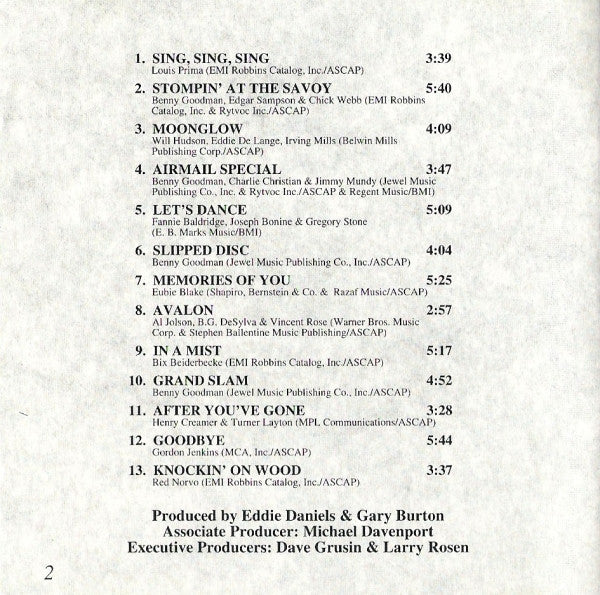 1. SING, SING, SING 3:39
Louis Prima (EMI Robbins Catalog, Inc./ASCAP)
2. STOMPIN' AT THE SAVOY 5:40
Benny Goodman, Edgar Sampson & Chick Webb (EMI Robbins
Catalog, Inc. & Rytvoc Inc./ASCAP)
3. MOONGLOW 4:09
Will Hudson, Eddie De Lange, Irving Mills (Belwin Mills
Publishing Corp./ASCAP)
4. AIRMAIL SPECIAL 3:47
Benny Goodman, Charlie Christian & Jimmy Mundy (Jewel Music
Publishing Co., Inc. & Rytvoc Inc./ASCAP & Regent Music/BMI)
5. LET'S DANCE 5:09
Fannie Baldridge, Joseph Bonine & Gregory Stone
(E. B. Marks Music/BMI)
6. SLIPPED DISC 4:04
Benny Goodman (Jewel Music Publishing Co., Inc./ASCAP)
7. MEMORIES OF YOU 5:25
Eubie Blake (Shapiro, Bernstein & Co. & Razaf Music/ASCAP)
8. AVALON 2:57
Al Jolson, B.G. DeSylva & Vincent Rose (Warner Bros. Music
Corp. & Stephen Ballentine Music Publishing/ASCAP)
9. IN A MIST 5:17
Bix Beiderbecke (EMI Robbins Catalog, Inc./ASCAP)
10. GRAND SLAM 4:52
Benny Goodman (Jewel Music Publishing Co., Inc./ASCAP)
11. AFTER YOU'VE GONE 3:28
Henry Creamer & Turner Layton (MPL Communications/ASCAP)
12. GOODBYE 5:44
Gordon Jenkins (MCA, Inc./ASCAP)
13. KNOCKIN' ON WOOD 3:37
Red Norvo (EMI Robbins Catalog, Inc./ASCAP)
Produced by Eddie Daniels & Gary Burton
Associate Producer: Michael Davenport
Executive Producers: Dave Grusin & Larry Rosen
2